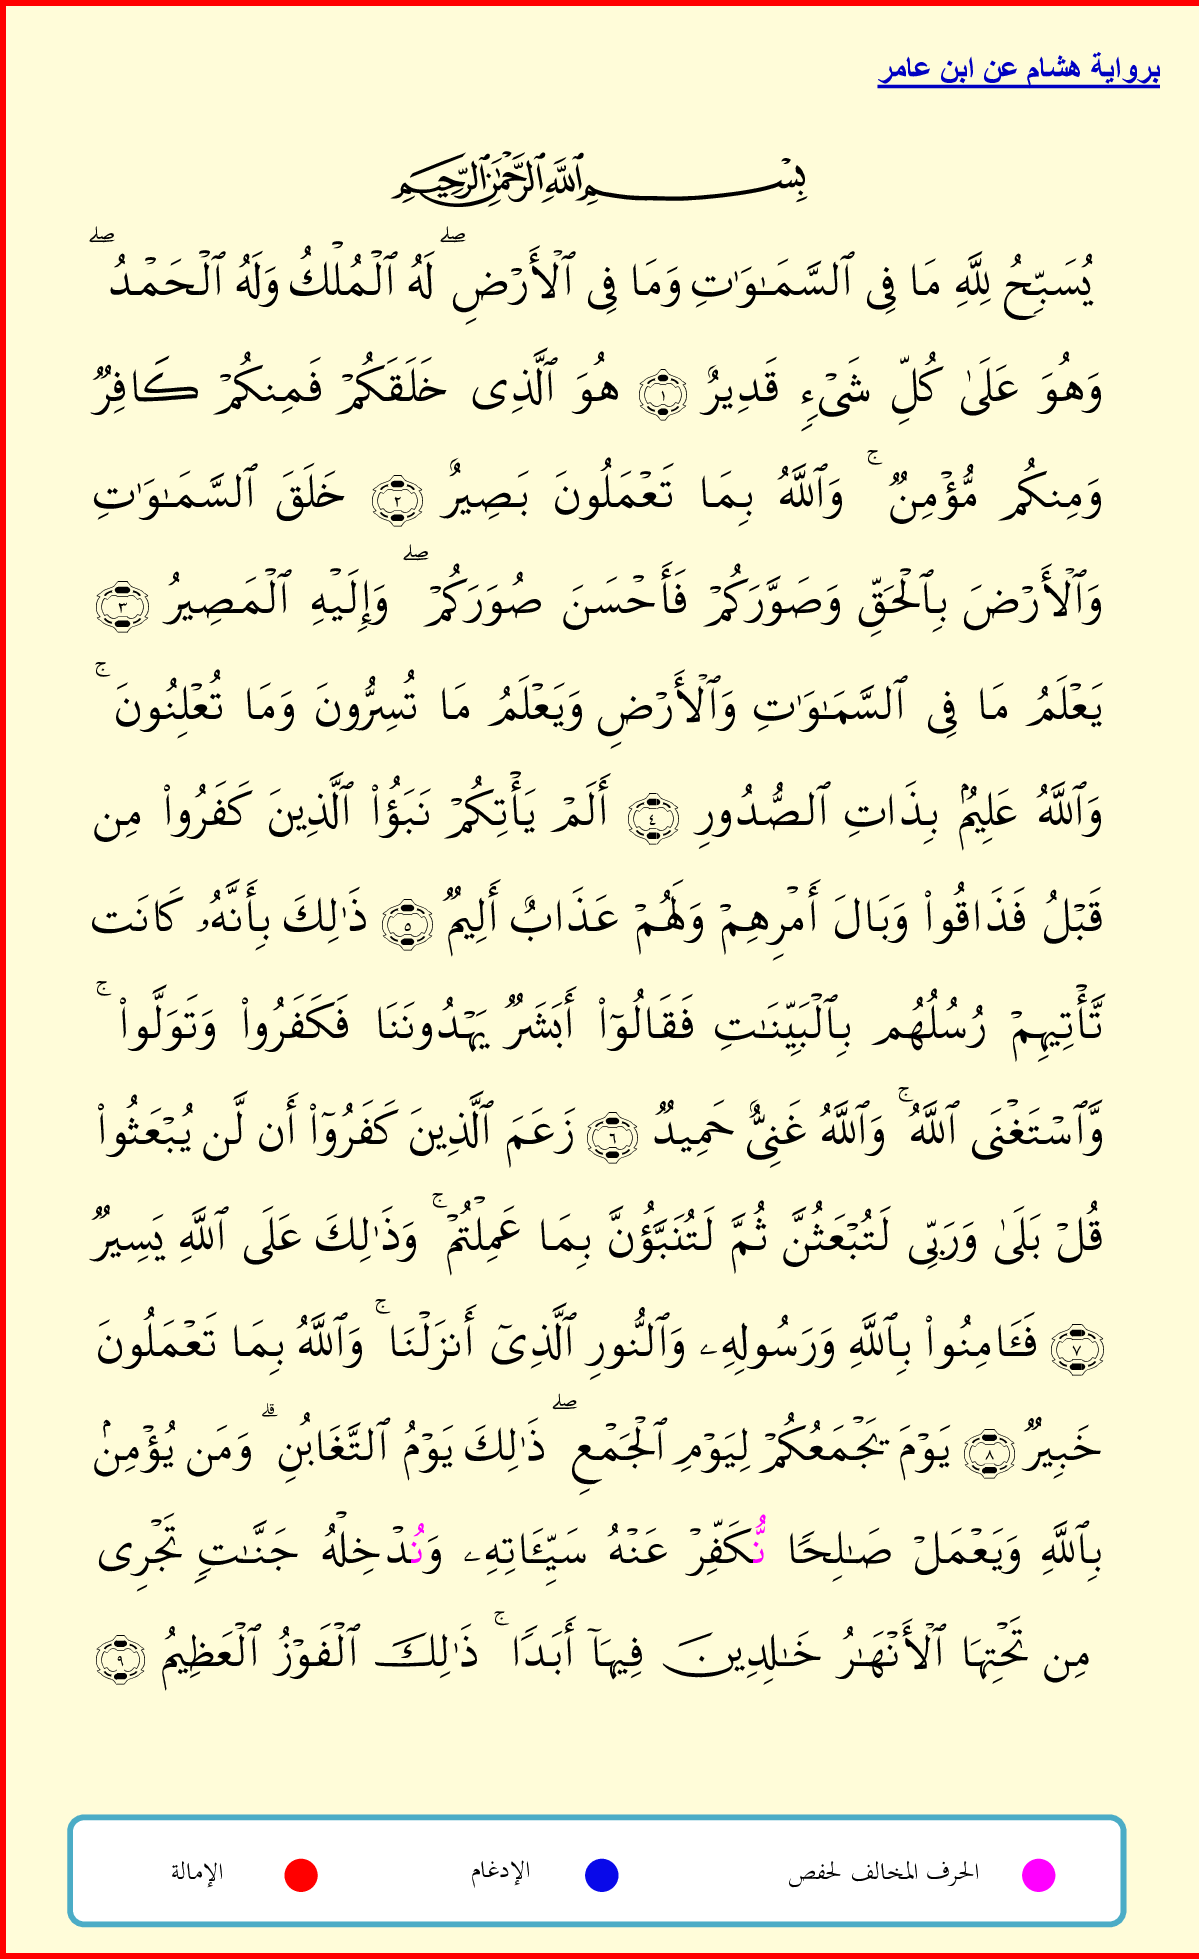 برواية هشام عن ابن عامر
بِسْمِ ٱللَّهِ ٱلرَّحْمَٰنِ ٱلرَّحِيمِ
يُسَبِّحُ لِلَّهِ مَا فِى ٱلسَّمَـٰوَٰتِ وَمَا فِى ٱلْأَرْضِ ۖ لَهُ ٱلْمُلْكُ وَلَهُ ٱلْحَمْدُ ۖ
وَهُوَ عَلَىٰ كُلِّ شَىْءٍ قَدِيرٌ ١ هُوَ ٱلَّذِى خَلَقَكُمْ فَمِنكُمْ كَافِرٌ
وَمِنكُم مُّؤْمِنٌ ۚ وَٱللَّهُ بِمَا تَعْمَلُونَ بَصِيرٌ ٢ خَلَقَ ٱلسَّمَـٰوَٰتِ
وَٱلْأَرْضَ بِٱلْحَقِّ وَصَوَّرَكُمْ فَأَحْسَنَ صُوَرَكُمْ ۖ وَإِلَيْهِ ٱلْمَصِيرُ ٣
يَعْلَمُ مَا فِى ٱلسَّمَـٰوَٰتِ وَٱلْأَرْضِ وَيَعْلَمُ مَا تُسِرُّونَ وَمَا تُعْلِنُونَ ۚ
وَٱللَّهُ عَلِيمٌۢ بِذَاتِ ٱلصُّدُورِ ٤ أَلَمْ يَأْتِكُمْ نَبَؤُا۟ ٱلَّذِينَ كَفَرُوا۟ مِن
قَبْلُ فَذَاقُوا۟ وَبَالَ أَمْرِهِمْ وَلَهُمْ عَذَابٌ أَلِيمٌ ٥ ذَٰلِكَ بِأَنَّهُۥ كَانَت
تَّأْتِيهِمْ رُسُلُهُم بِٱلْبَيِّنَـٰتِ فَقَالُوٓا۟ أَبَشَرٌ يَهْدُونَنَا فَكَفَرُوا۟ وَتَوَلَّوا۟ ۚ
وَّٱسْتَغْنَى ٱللَّهُ ۚ وَٱللَّهُ غَنِىٌّ حَمِيدٌ ٦ زَعَمَ ٱلَّذِينَ كَفَرُوٓا۟ أَن لَّن يُبْعَثُوا۟
قُلْ بَلَىٰ وَرَبِّى لَتُبْعَثُنَّ ثُمَّ لَتُنَبَّؤُنَّ بِمَا عَمِلْتُمْ ۚ وَذَٰلِكَ عَلَى ٱللَّهِ يَسِيرٌ
٧ فَـَٔامِنُوا۟ بِٱللَّهِ وَرَسُولِهِۦ وَٱلنُّورِ ٱلَّذِىٓ أَنزَلْنَا ۚ وَٱللَّهُ بِمَا تَعْمَلُونَ
خَبِيرٌ ٨ يَوْمَ يَجْمَعُكُمْ لِيَوْمِ ٱلْجَمْعِ ۖ ذَٰلِكَ يَوْمُ ٱلتَّغَابُنِ ۗ وَمَن يُؤْمِنۢ
بِٱللَّهِ وَيَعْمَلْ صَـٰلِحًا نُّكَفِّرْ عَنْهُ سَيِّـَٔاتِهِۦ وَنُدْخِلْهُ جَنَّـٰتٍ تَجْرِى
مِن تَحْتِهَا ٱلْأَنْهَـٰرُ خَـٰلِدِينَ فِيهَآ أَبَدًا ۚ ذَٰلِكَ ٱلْفَوْزُ ٱلْعَظِيمُ ٩
الحرف المخالف لحفص الإدغام الإمالة